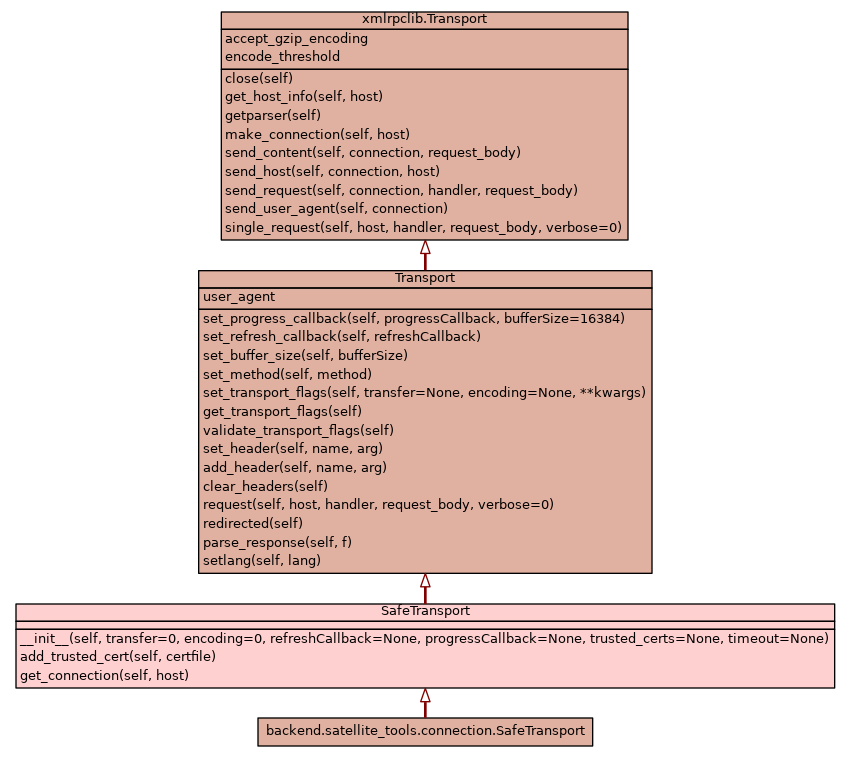 xmlrpclib.Transport
accept_gzip_encoding
encode_threshold
close(self)
get_host_info(self, host)
getparser(self)
make_connection(self, host)
send_content(self, connection, request_body)
send_host(self, connection, host)
send_request(self, connection, handler, request_body)
send_user_agent(self, connection)
single_request(self, host, handler, request_body, verbose=0)
Transport
user_agent
set_progress_callback(self, progressCallback, bufferSize=16384)
set_refresh_callback(self, refreshCallback)
set_buffer_size(self, bufferSize)
set_method(self, method)
set_transport_flags(self, transfer=None, encoding=None, **kwargs)
get_transport_flags(self)
validate_transport_flags(self)
set_header(self, name, arg)
add_header(self, name, arg)
clear_headers(self)
request(self, host, handler, request_body, verbose=0)
redirected(self)
parse_response(self, f)
setlang(self, lang)
SafeTransport
__init__(self, transfer=0, encoding=0, refreshCallback=None, progressCallback=None, trusted_certs=None, timeout=None)
add_trusted_cert(self, certfile)
get_connection(self, host)
backend.satellite_tools.connection.SafeTransport